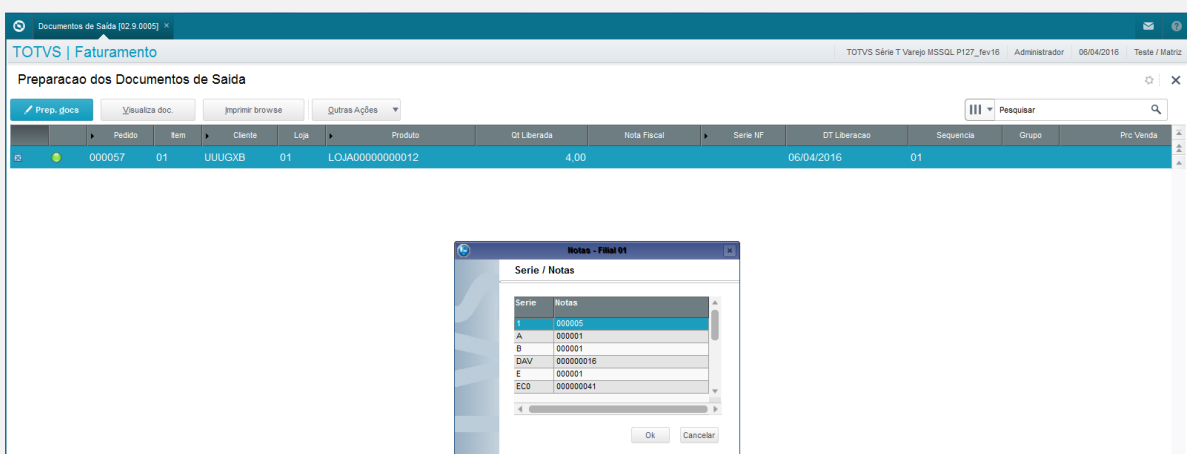 Documentos de Saída [02.9.0005] ×
TOTVS | Faturamento
TOTVS Série T Varejo MSSQL P127_fev16 Administrador 06/04/2016 Teste / Matriz
Preparacao dos Documentos de Saida
Prep. docs Visualiza doc. Imprimir browse Outras Ações Pesquisar
Pedido Item Cliente Loja Produto Qt Liberada Nota Fiscal Serie NF DT Liberacao Sequencia Grupo Prc Venda
000057 01 UUUGXB 01 LOJA00000000012 4,00 06/04/2016 01
Notas - Filial 01
Serie / Notas
Serie Notas
1 000005
A 000001
B 000001
DAV 000000016
E 000001
EC0 000000041
Ok Cancelar